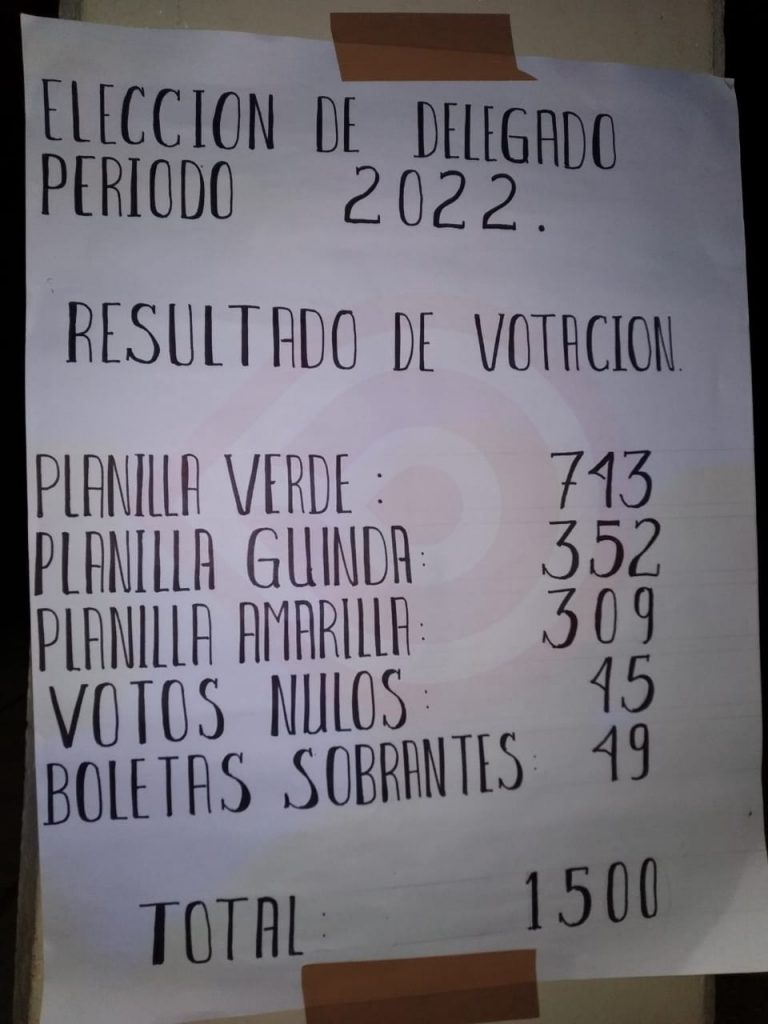 ELECCION DE DELEGADO
PERIODO 2022.
RESULTADO DE VOTACION.
PLANILLA VERDE : 743
PLANILLA GUINDA: 352
PLANILLA AMARILLA: 309
VOTOS NULOS: 45
BOLETAS SOBRANTES: 49
TOTAL: 1500